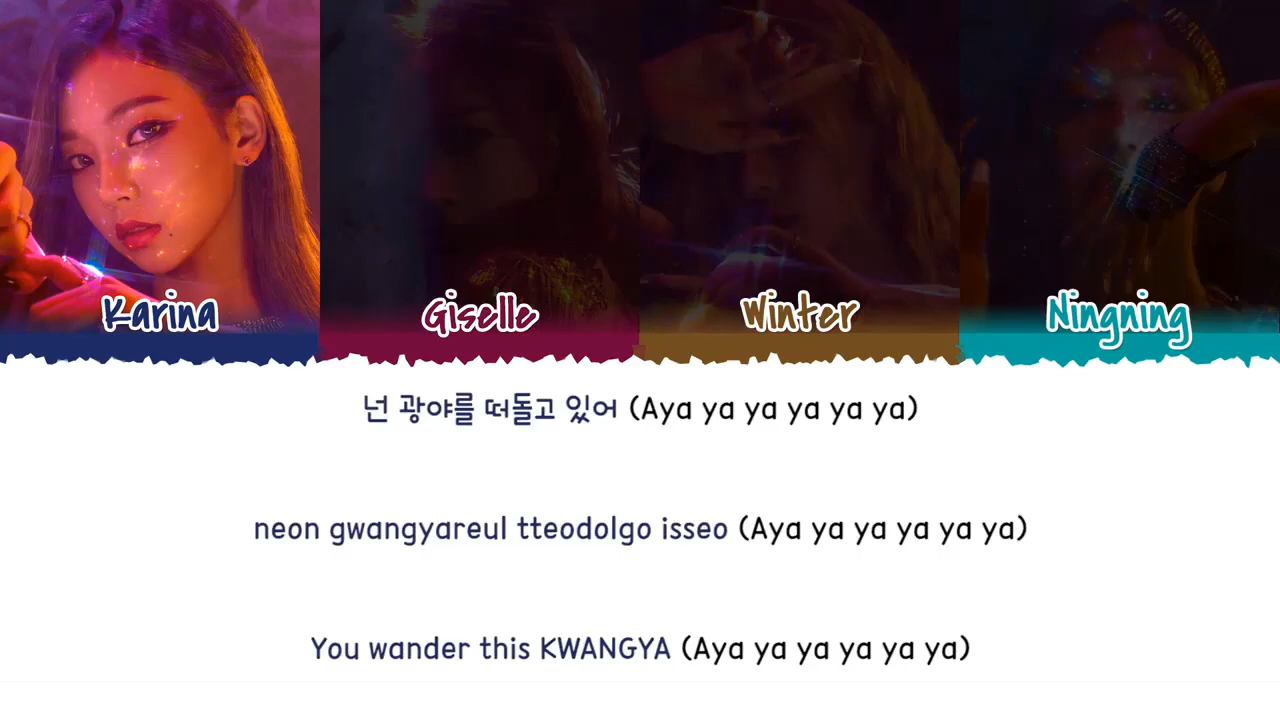 Karina
Giselle
Winter
Ningning
넌 광야를 떠돌고 있어 (Aya ya ya ya ya ya)
neon gwangyareul tteodolgo isseo (Aya ya ya ya ya ya)
You wander this KWANGYA (Aya ya ya ya ya ya)